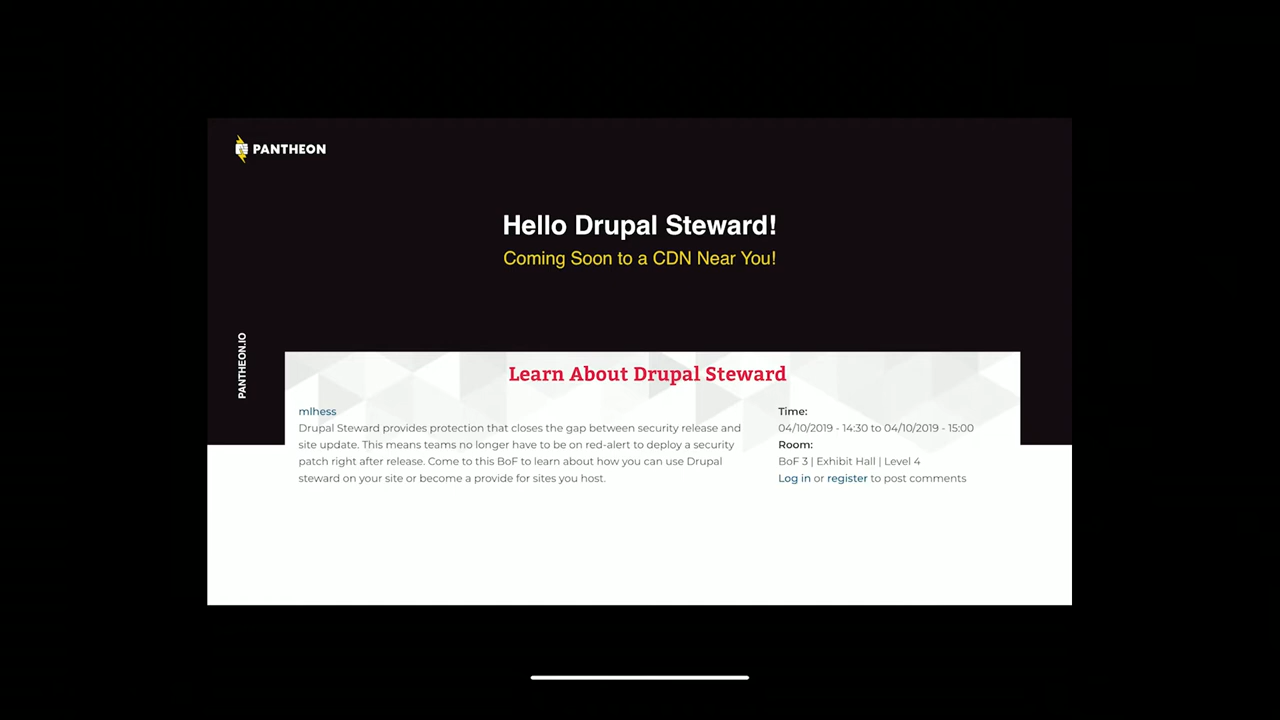 PANTHEON
Hello Drupal Steward!
Coming Soon to a CDN Near You!
PANTHEON.IO
Learn About Drupal Steward
mlhess
Drupal Steward provides protection that closes the gap between security release and
site update. This means teams no longer have to be on red-alert to deploy a security
patch right after release. Come to this BoF to learn about how you can use Drupal
steward on your site or become a provide for sites you host.
Time:
04/10/2019 - 14:30 to 04/10/2019 - 15:00
Room:
BoF 3 | Exhibit Hall | Level 4
Log in or register to post comments